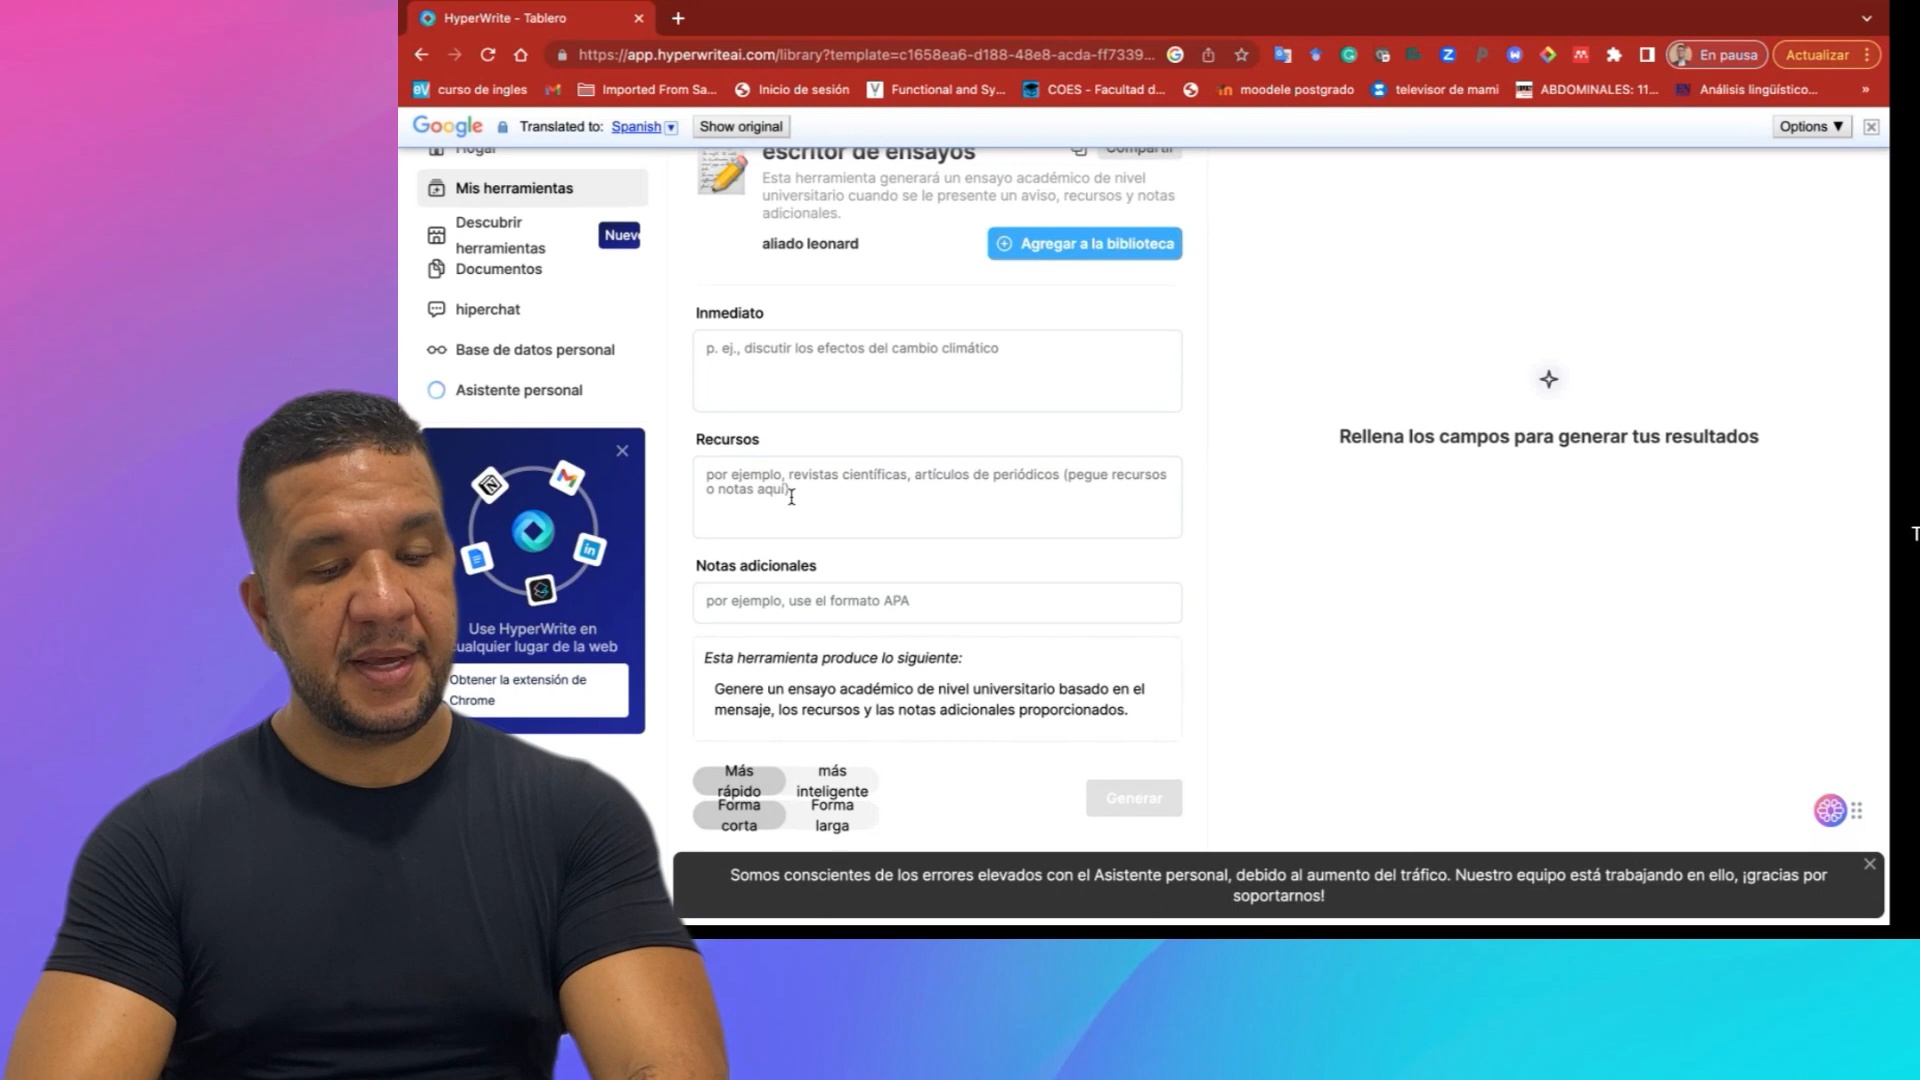 HyperWrite - Tablero
https://app.hyperwriteai.com/library?template=c1658ea6-d188-48e8-acda-ff7339...
En pausa
Actualizar
curso de ingles
Imported From Sa...
Inicio de sesión
Functional and Sy...
COES - Facultad d...
moodele postgrado
televisor de mami
ABDOMINALES: 11...
Análisis lingüístico...
»
Google
Translated to: Spanish
Show original
Options ▼
Hogar
Mis herramientas
Descubrir
herramientas
Nuevo
Documentos
hiperchat
Base de datos personal
Asistente personal
Use HyperWrite en
cualquier lugar de la web
Obtener la extensión de
Chrome
escritor de ensayos
Compartir
Esta herramienta generará un ensayo académico de nivel
universitario cuando se le presente un aviso, recursos y notas
adicionales.
aliado leonard
Agregar a la biblioteca
Inmediato
p. ej., discutir los efectos del cambio climático
Recursos
por ejemplo, revistas científicas, artículos de periódicos (pegue recursos
o notas aquí)
Notas adicionales
por ejemplo, use el formato APA
Esta herramienta produce lo siguiente:
Genere un ensayo académico de nivel universitario basado en el
mensaje, los recursos y las notas adicionales proporcionados.
Más
rápido
más
inteligente
Forma
corta
Forma
larga
Generar
Rellena los campos para generar tus resultados
Somos conscientes de los errores elevados con el Asistente personal, debido al aumento del tráfico. Nuestro equipo está trabajando en ello, ¡gracias por
soportarnos!
T